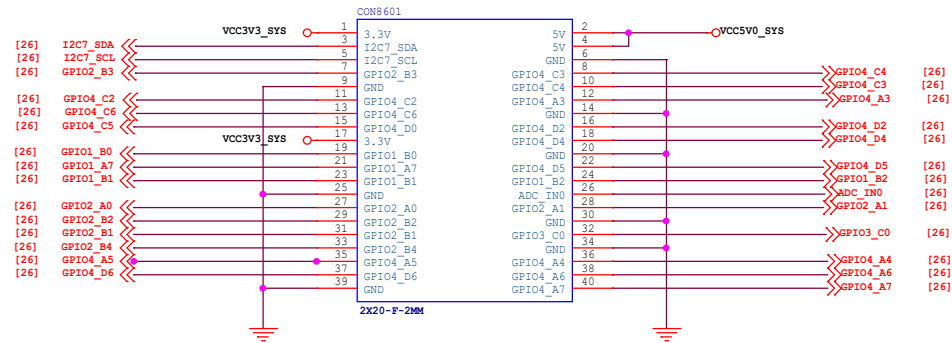 CON8601
VCC3V3_SYS 1 3.3V 5V 2 VCC5V0_SYS
[26] I2C7_SDA 3 I2C7_SDA 5V 4
[26] I2C7_SCL 5 I2C7_SCL GND 6
[26] GPIO2_B3 7 GPIO2_B3 GPIO4_C3 8 GPIO4_C4 [26]
9 GND GPIO4_C4 10 GPIO4_C3 [26]
[26] GPIO4_C2 11 GPIO4_C2 GPIO4_A3 12 GPIO4_A3 [26]
[26] GPIO4_C6 13 GPIO4_C6 GND 14
[26] GPIO4_C5 15 GPIO4_D0 GPIO4_D2 16 GPIO4_D2 [26]
VCC3V3_SYS 17 3.3V GPIO4_D4 18 GPIO4_D4 [26]
[26] GPIO1_B0 19 GPIO1_B0 GND 20
[26] GPIO1_A7 21 GPIO1_A7 GPIO4_D5 22 GPIO4_D5 [26]
[26] GPIO1_B1 23 GPIO1_B1 GPIO1_B2 24 GPIO1_B2 [26]
25 GND ADC_IN0 26 ADC_IN0 [26]
[26] GPIO2_A0 27 GPIO2_A0 GPIO2_A1 28 GPIO2_A1 [26]
[26] GPIO2_B2 29 GPIO2_B2 GND 30
[26] GPIO2_B1 31 GPIO2_B1 GPIO3_C0 32 GPIO3_C0 [26]
[26] GPIO2_B4 33 GPIO2_B4 GND 34
[26] GPIO4_A5 35 GPIO4_A5 GPIO4_A4 36 GPIO4_A4 [26]
[26] GPIO4_D6 37 GPIO4_D6 GPIO4_A6 38 GPIO4_A6 [26]
39 GND GPIO4_A7 40 GPIO4_A7 [26]
2X20-F-2MM